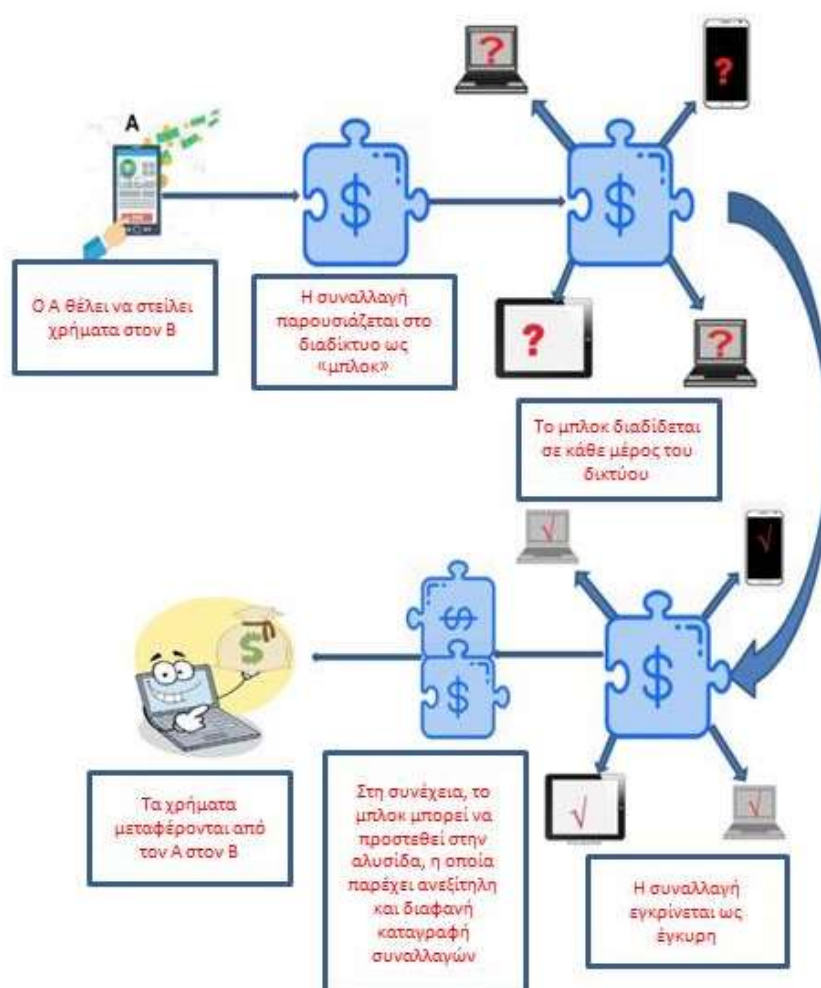 A
Ο Α θέλει να στείλει
χρήματα στον Β
$
Η συναλλαγή
παρουσιάζεται στο
διαδίκτυο ως
«μπλοκ»
?
?
$
?
?
Το μπλοκ διαδίδεται
σε κάθε μέρος του
δικτύου
√
√
$
√
√
Η συναλλαγή
εγκρίνεται ως
έγκυρη
$
$
Στη συνέχεια, το
μπλοκ μπορεί να
προστεθεί στην
αλυσίδα, η οποία
παρέχει ανεξίτηλη
και διαφανή
καταγραφή
συναλλαγών
$
Τα χρήματα
μεταφέρονται από
τον Α στον Β